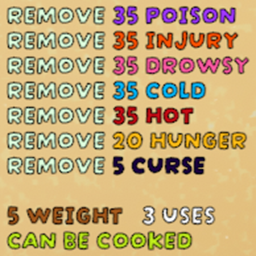 REMOVE 35 POISON
REMOVE 35 INJURY
REMOVE 35 DROWSY
REMOVE 35 COLD
REMOVE 35 HOT
REMOVE 20 HUNGER
REMOVE 5 CURSE
5 WEIGHT 3 USES
CAN BE COOKED